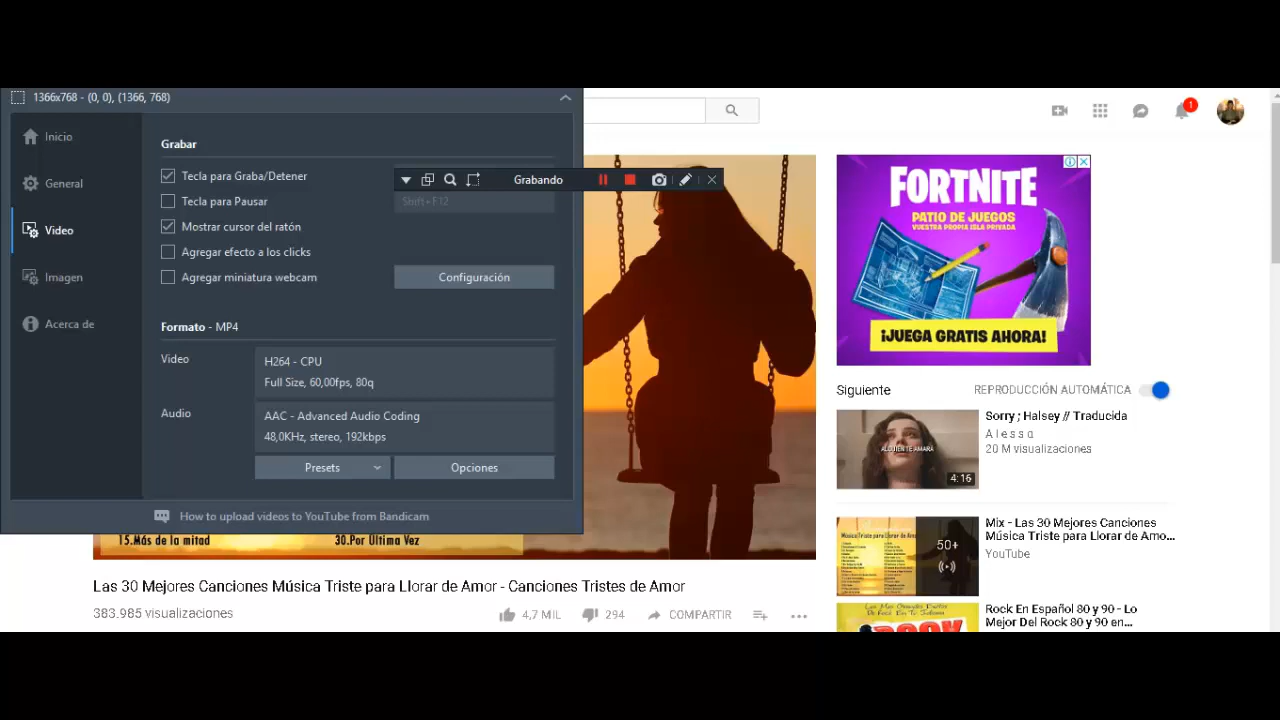 1366x768 - (0, 0), (1366, 768)
Inicio
General
Video
Imagen
Acerca de
Grabar
Tecla para Graba/Detener
Tecla para Pausar
Shift+F12
Mostrar cursor del ratón
Agregar efecto a los clicks
Agregar miniatura webcam
Configuración
Formato - MP4
Video
H264 - CPU
Full Size, 60,00fps, 80q
Audio
AAC - Advanced Audio Coding
48,0KHz, stereo, 192kbps
Presets
Opciones
How to upload videos to YouTube from Bandicam
Grabando
1
FORTNITE
PATIO DE JUEGOS
VUESTRA PROPIA ISLA PRIVADA
¡JUEGA GRATIS AHORA!
15.Más de la mitad
30.Por Ultima Vez
Las 30 Mejores Canciones Música Triste para Llorar de Amor - Canciones Tristes de Amor
383.985 visualizaciones
4,7 MIL
294
COMPARTIR
Siguiente
REPRODUCCIÓN AUTOMÁTICA
ALGUIEN TE AMARÁ
4:16
Sorry ; Halsey // Traducida
A l e s s a
20 M visualizaciones
50+
Mix - Las 30 Mejores Canciones
Música Triste para Llorar de Amo...
YouTube
ROCK
Rock En Español 80 y 90 - Lo
Mejor Del Rock 80 y 90 en...